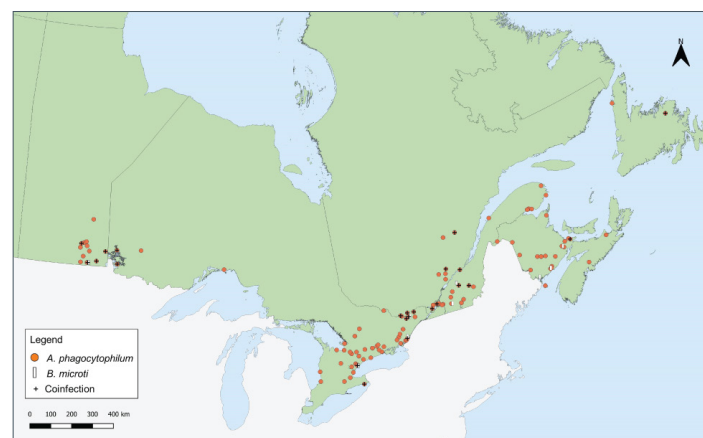 N
Legend
A. phagocytophilum
B. microti
Coinfection
0 100 200 300 400 km